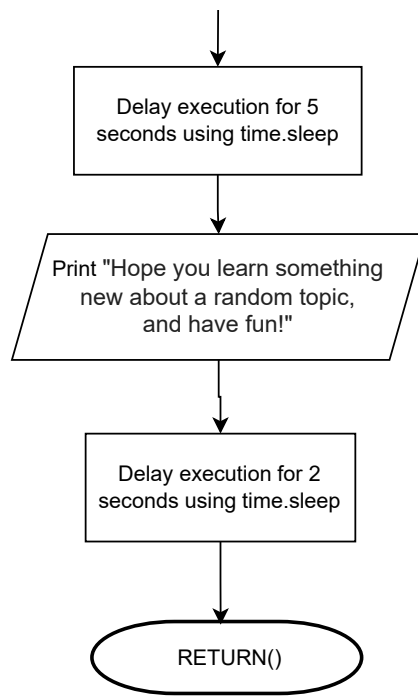 Delay execution for 5
seconds using time.sleep
Print "Hope you learn something
new about a random topic,
and have fun!"
Delay execution for 2
seconds using time.sleep
RETURN()